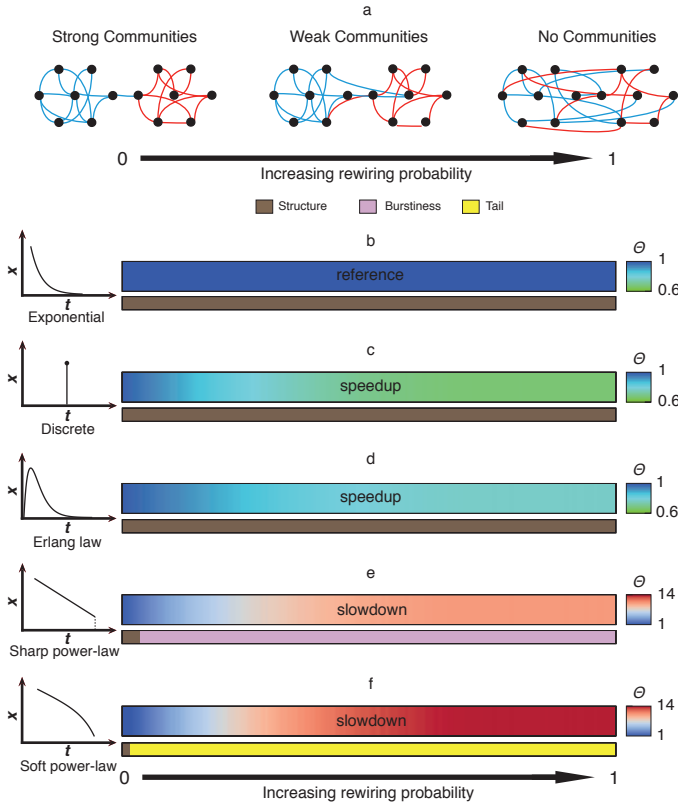 a
Strong Communities Weak Communities No Communities
0 Increasing rewiring probability 1
Structure Burstiness Tail
b
x t Exponential
reference
Θ 1 0.6
c
x t Discrete
speedup
Θ 1 0.6
d
x t Erlang law
speedup
Θ 1 0.6
e
x t Sharp power-law
slowdown
Θ 14 1
f
x t Soft power-law
slowdown
Θ 14 1
0 Increasing rewiring probability 1